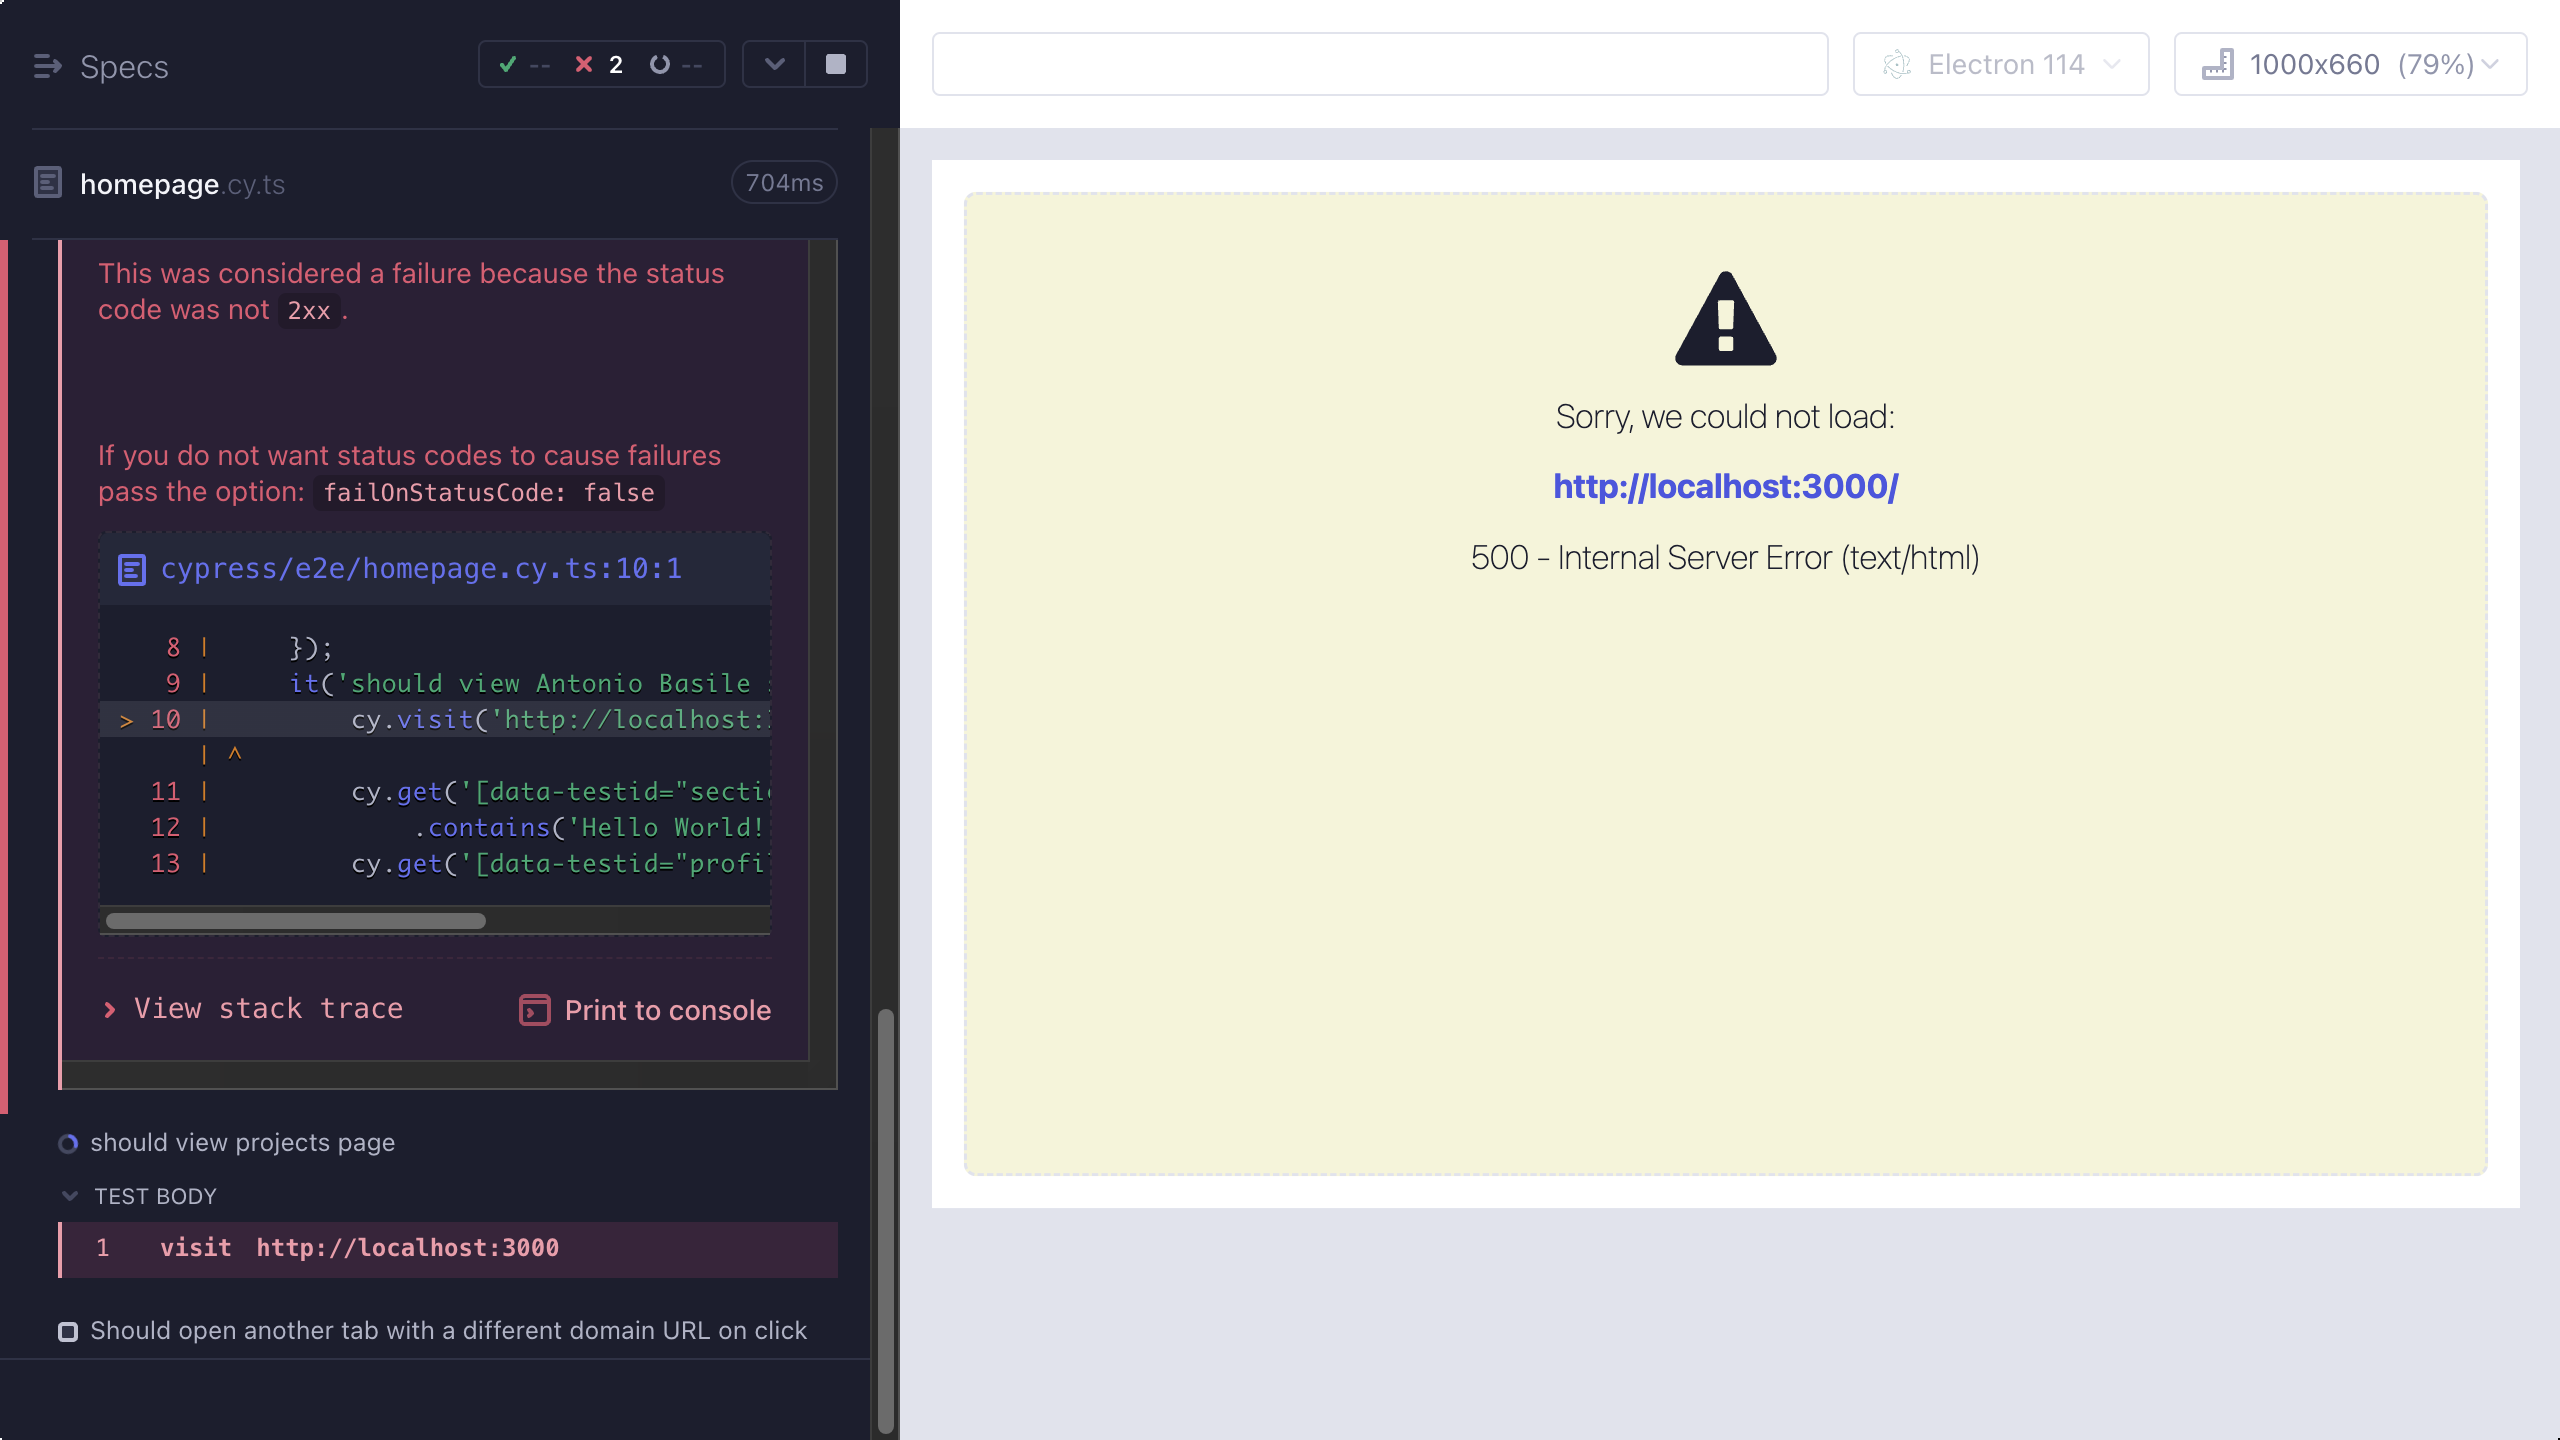 Specs
--
2
--
homepage.cy.ts
704ms
This was considered a failure because the status
code was not 2xx.
If you do not want status codes to cause failures
pass the option: failOnStatusCode: false
cypress/e2e/homepage.cy.ts:10:1
8 | });
9 | it('should view Antonio Basile
> 10 | cy.visit('http://localhost:
| ^
11 | cy.get('[data-testid="secti
12 | .contains('Hello World!
13 | cy.get('[data-testid="profi
View stack trace
Print to console
should view projects page
TEST BODY
1 visit http://localhost:3000
Should open another tab with a different domain URL on click
Electron 114
1000x660 (79%)
Sorry, we could not load:
http://localhost:3000/
500 - Internal Server Error (text/html)